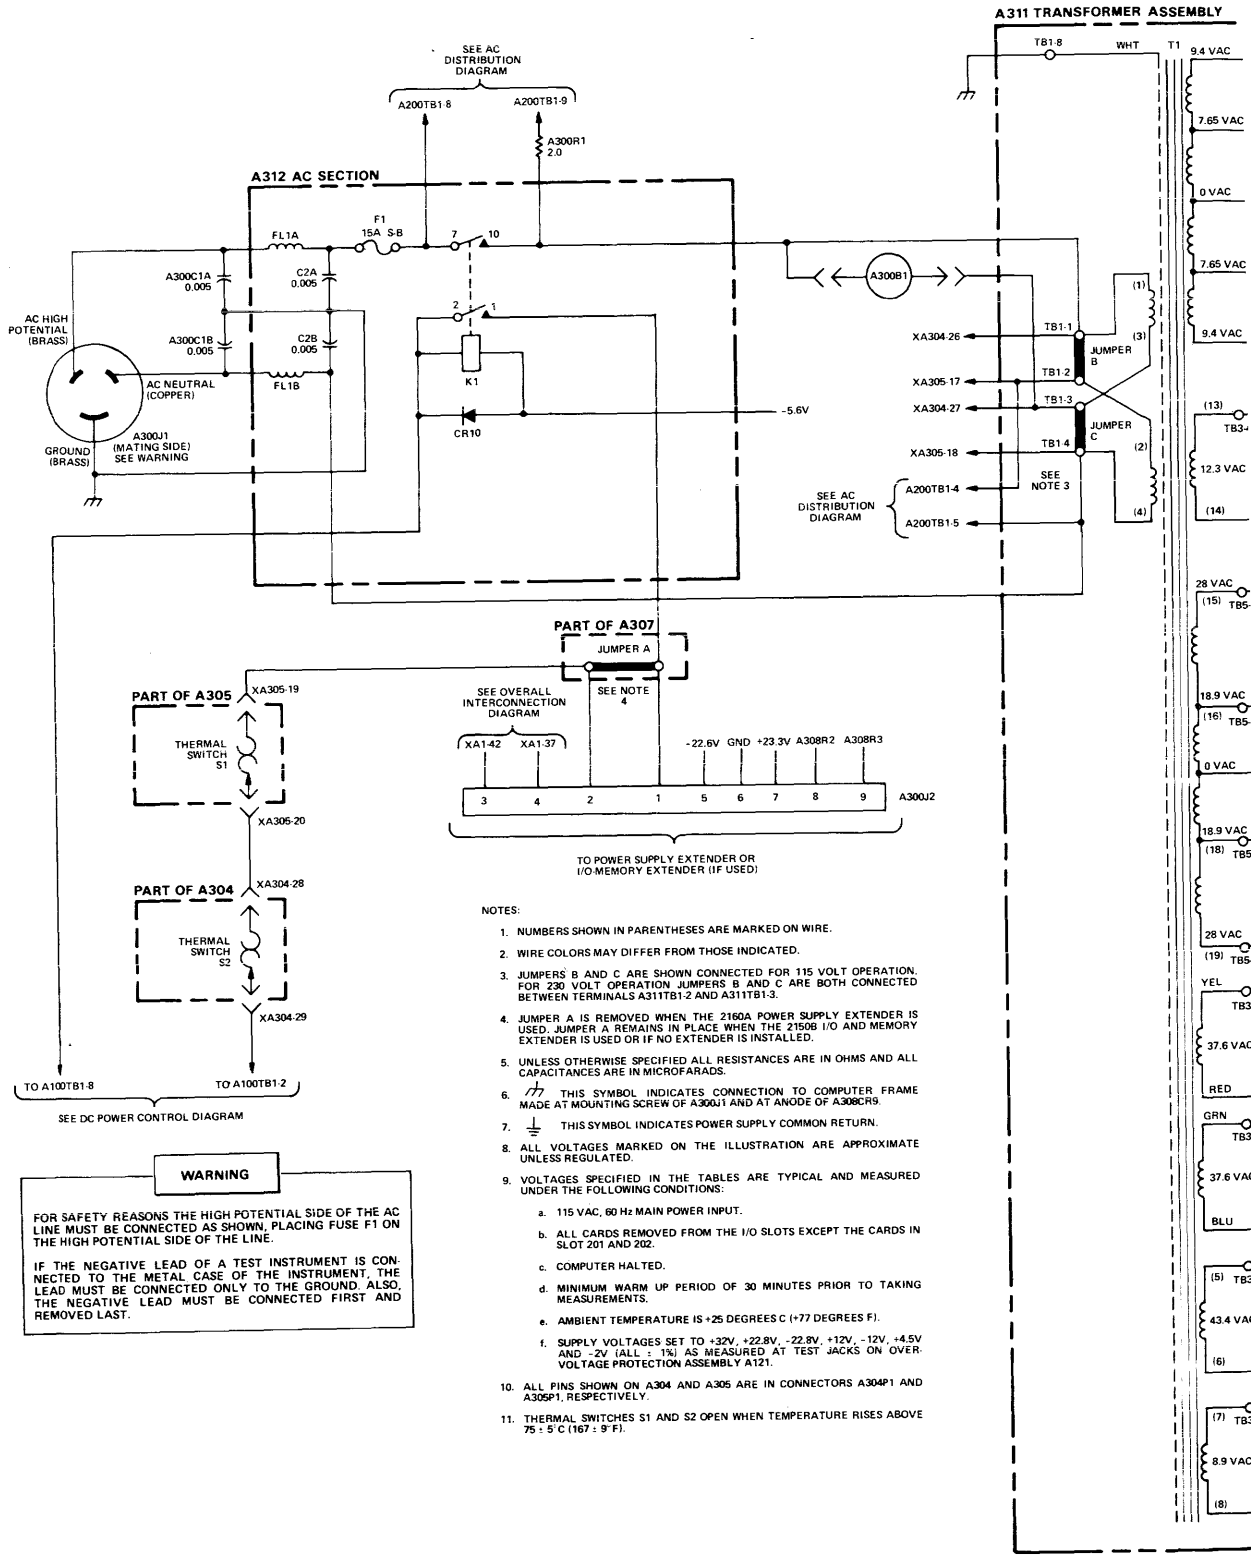 A311 TRANSFORMER ASSEMBLY
TB1-8
WHT
T1
9.4 VAC
7.65 VAC
0 VAC
7.65 VAC
9.4 VAC
SEE AC
DISTRIBUTION
DIAGRAM
A200TB1-8
A200TB1-9
A300R1
2.0
A312 AC SECTION
FL1A
F1
15A S-B
7
10
A300C1A
0.005
C2A
0.005
2
1
AC HIGH
POTENTIAL
(BRASS)
A300C1B
0.005
C2B
0.005
K1
AC NEUTRAL
(COPPER)
FL1B
CR10
-5.6V
A300J1
(MATING SIDE)
SEE WARNING
GROUND
(BRASS)
A300B1
XA304-26
TB1-1
JUMPER
B
XA305-17
TB1-2
XA304-27
TB1-3
JUMPER
C
XA305-18
TB1-4
SEE
NOTE 3
(1)
(3)
(2)
(4)
SEE AC
DISTRIBUTION
DIAGRAM
A200TB1-4
A200TB1-5
(13)
TB3-
12.3 VAC
(14)
28 VAC
(15)
TB5-
18.9 VAC
(16)
TB5-
0 VAC
18.9 VAC
(18)
TB5
28 VAC
(19)
TB5-
YEL
TB3
37.6 VAC
RED
GRN
TB3
37.6 VAC
BLU
(5)
TB3
43.4 VAC
(6)
(7)
TB3
8.9 VAC
(8)
PART OF A307
JUMPER A
SEE NOTE
4
PART OF A305
XA305-19
THERMAL
SWITCH
S1
XA305-20
SEE OVERALL
INTERCONNECTION
DIAGRAM
XA1-42
XA1-37
-22.6V
GND
+23.3V
A308R2
A308R3
3
4
2
1
5
6
7
8
9
A300J2
TO POWER SUPPLY EXTENDER OR
I/O-MEMORY EXTENDER (IF USED)
PART OF A304
XA304-28
THERMAL
SWITCH
S2
XA304-29
TO A100TB1-8
TO A100TB1-2
SEE DC POWER CONTROL DIAGRAM
WARNING
FOR SAFETY REASONS THE HIGH POTENTIAL SIDE OF THE AC
LINE MUST BE CONNECTED AS SHOWN, PLACING FUSE F1 ON
THE HIGH POTENTIAL SIDE OF THE LINE.
IF THE NEGATIVE LEAD OF A TEST INSTRUMENT IS CON-
NECTED TO THE METAL CASE OF THE INSTRUMENT, THE
LEAD MUST BE CONNECTED ONLY TO THE GROUND. ALSO,
THE NEGATIVE LEAD MUST BE CONNECTED FIRST AND
REMOVED LAST.
NOTES:
1. NUMBERS SHOWN IN PARENTHESES ARE MARKED ON WIRE.
2. WIRE COLORS MAY DIFFER FROM THOSE INDICATED.
3. JUMPERS B AND C ARE SHOWN CONNECTED FOR 115 VOLT OPERATION.
FOR 230 VOLT OPERATION JUMPERS B AND C ARE BOTH CONNECTED
BETWEEN TERMINALS A311TB1-2 AND A311TB1-3.
4. JUMPER A IS REMOVED WHEN THE 2160A POWER SUPPLY EXTENDER IS
USED. JUMPER A REMAINS IN PLACE WHEN THE 2150B I/O AND MEMORY
EXTENDER IS USED OR IF NO EXTENDER IS INSTALLED.
5. UNLESS OTHERWISE SPECIFIED ALL RESISTANCES ARE IN OHMS AND ALL
CAPACITANCES ARE IN MICROFARADS.
6. THIS SYMBOL INDICATES CONNECTION TO COMPUTER FRAME
MADE AT MOUNTING SCREW OF A300J1 AND AT ANODE OF A308CR9.
7. THIS SYMBOL INDICATES POWER SUPPLY COMMON RETURN.
8. ALL VOLTAGES MARKED ON THE ILLUSTRATION ARE APPROXIMATE
UNLESS REGULATED.
9. VOLTAGES SPECIFIED IN THE TABLES ARE TYPICAL AND MEASURED
UNDER THE FOLLOWING CONDITIONS:
a. 115 VAC, 60 Hz MAIN POWER INPUT.
b. ALL CARDS REMOVED FROM THE I/O SLOTS EXCEPT THE CARDS IN
SLOT 201 AND 202.
c. COMPUTER HALTED.
d. MINIMUM WARM UP PERIOD OF 30 MINUTES PRIOR TO TAKING
MEASUREMENTS.
e. AMBIENT TEMPERATURE IS +25 DEGREES C (+77 DEGREES F).
f. SUPPLY VOLTAGES SET TO +32V, +22.8V, -22.8V, +12V, -12V, +4.5V
AND -2V (ALL ± 1%) AS MEASURED AT TEST JACKS ON OVER-
VOLTAGE PROTECTION ASSEMBLY A121.
10. ALL PINS SHOWN ON A304 AND A305 ARE IN CONNECTORS A304P1 AND
A305P1, RESPECTIVELY.
11. THERMAL SWITCHES S1 AND S2 OPEN WHEN TEMPERATURE RISES ABOVE
75 ± 5°C (167 ± 9°F).